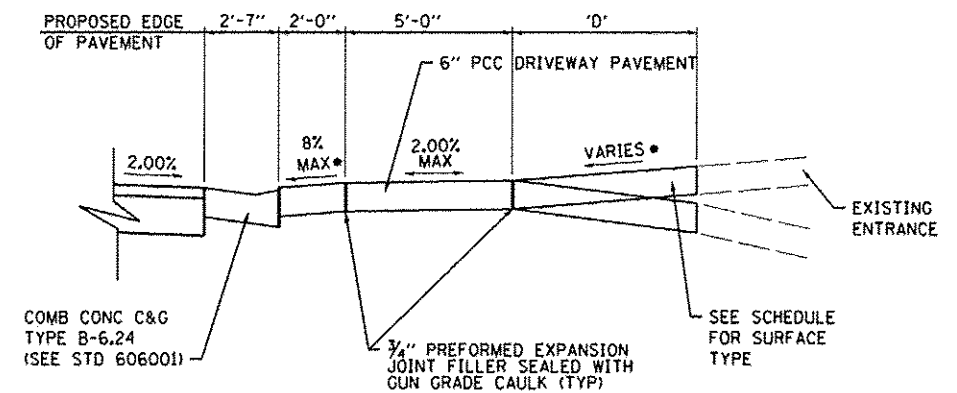 PROPOSED EDGE
OF PAVEMENT
2'-7"
2'-0"
5'-0"
'D'
6" PCC DRIVEWAY PAVEMENT
2.00%
8%
MAX•
2.00%
MAX
VARIES •
EXISTING
ENTRANCE
COMB CONC C&G
TYPE B-6.24
(SEE STD 606001)
3/4" PREFORMED EXPANSION
JOINT FILLER SEALED WITH
GUN GRADE CAULK (TYP)
SEE SCHEDULE
FOR SURFACE
TYPE